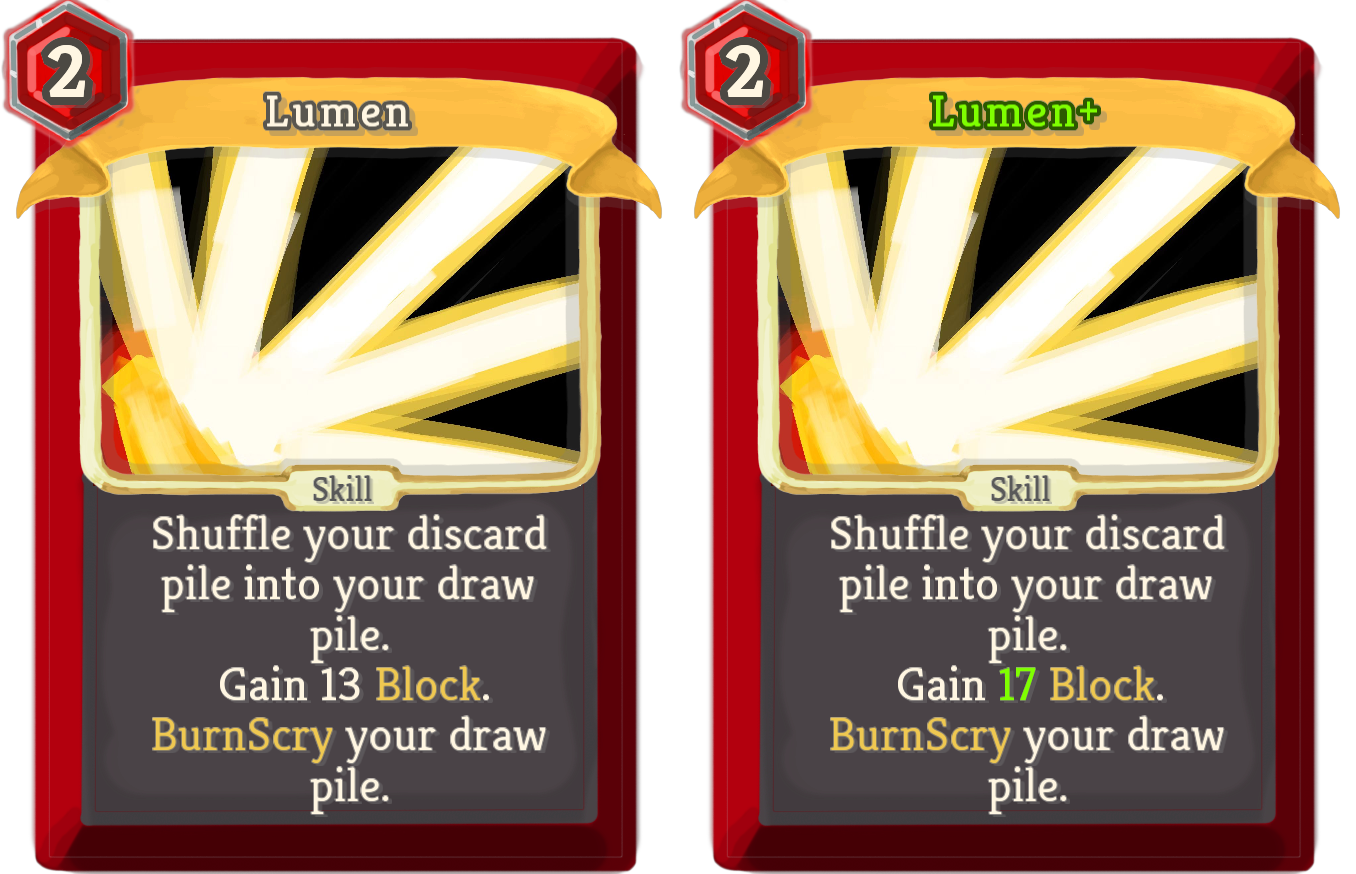 2
Lumen
Skill
Shuffle your discard
pile into your draw
pile.
Gain 13 Block.
BurnScry your draw
pile.
2
Lumen+
Skill
Shuffle your discard
pile into your draw
pile.
Gain 17 Block.
BurnScry your draw
pile.